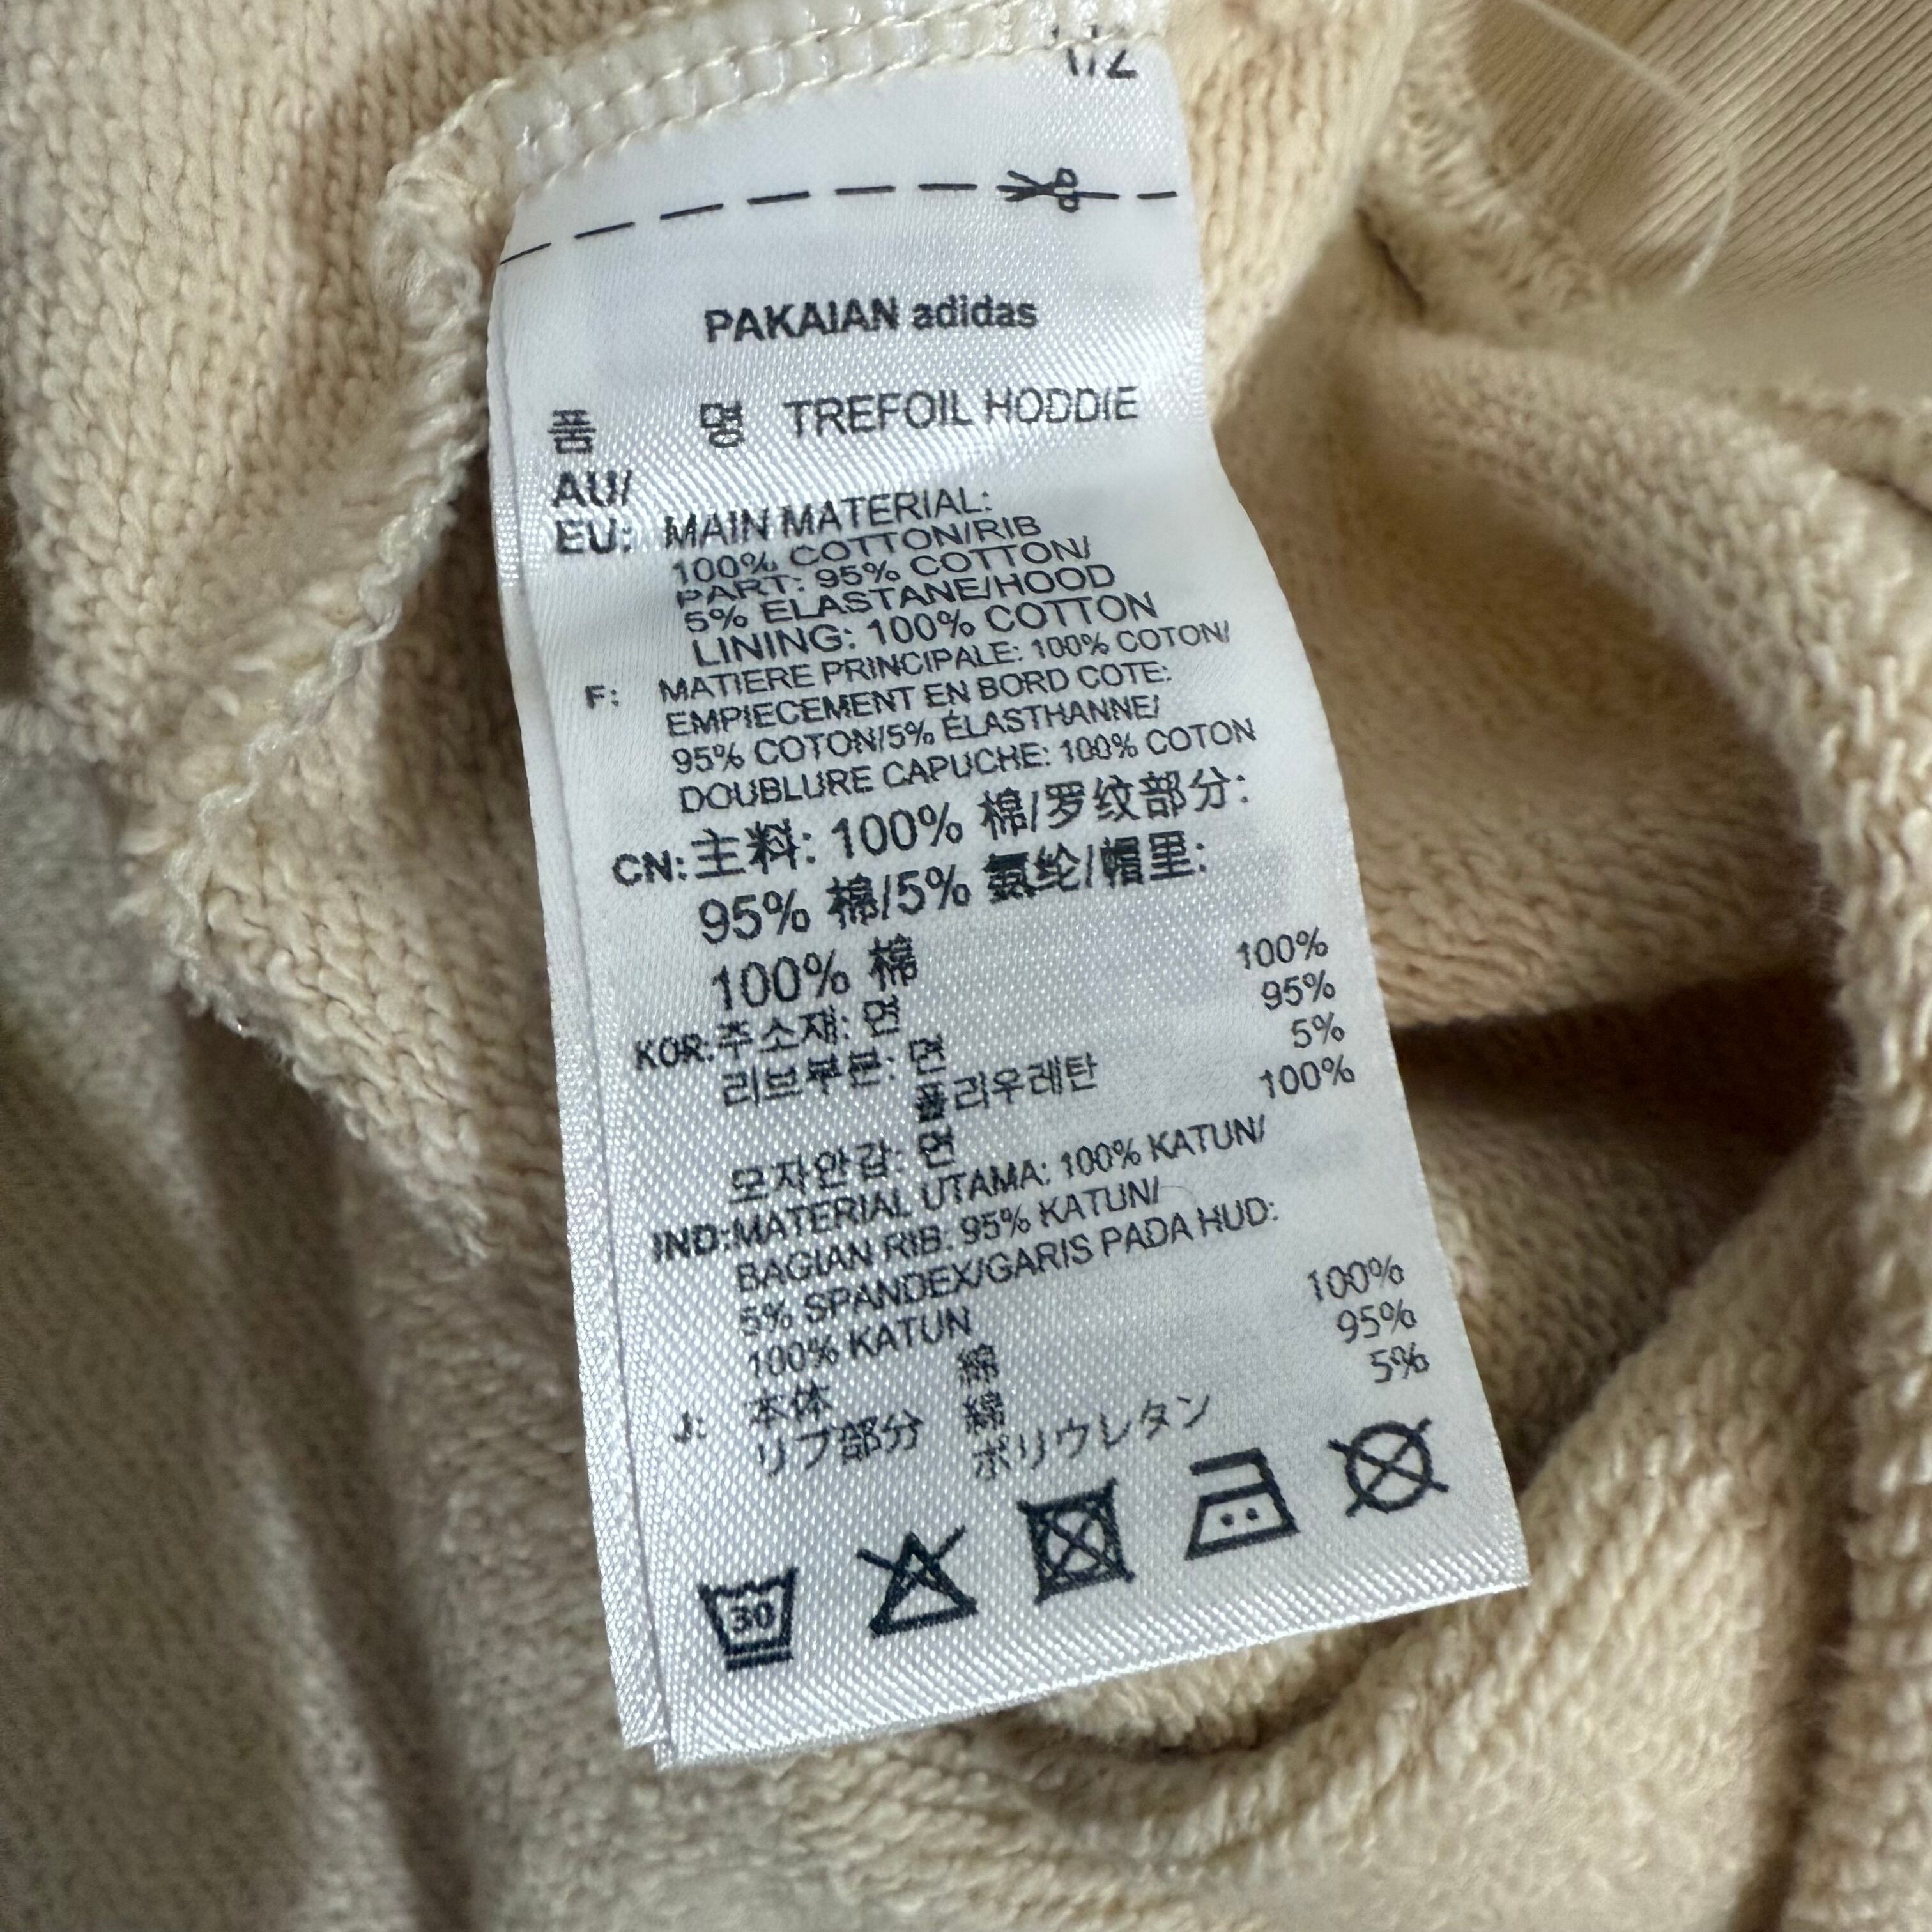 1/2
PAKAIAN adidas
품 명 TREFOIL HODDIE
AU/
EU: MAIN MATERIAL:
100% COTTON/RIB
PART: 95% COTTON/
5% ELASTANE/HOOD
LINING: 100% COTTON
F: MATIERE PRINCIPALE: 100% COTON/
EMPIECEMENT EN BORD COTE:
95% COTON/5% ÉLASTHANNE/
DOUBLURE CAPUCHE: 100% COTON
CN: 主料: 100% 棉/罗纹部分:
95% 棉/5% 氨纶/帽里:
100% 棉
KOR: 주소재: 면 100%
리브부분: 면 95%
폴리우레탄 5%
모자안감: 면 100%
IND: MATERIAL UTAMA: 100% KATUN/
BAGIAN RIB: 95% KATUN/
5% SPANDEX/GARIS PADA HUD:
100% KATUN
J: 本体 綿 100%
リブ部分 綿 95%
ポリウレタン 5%
30